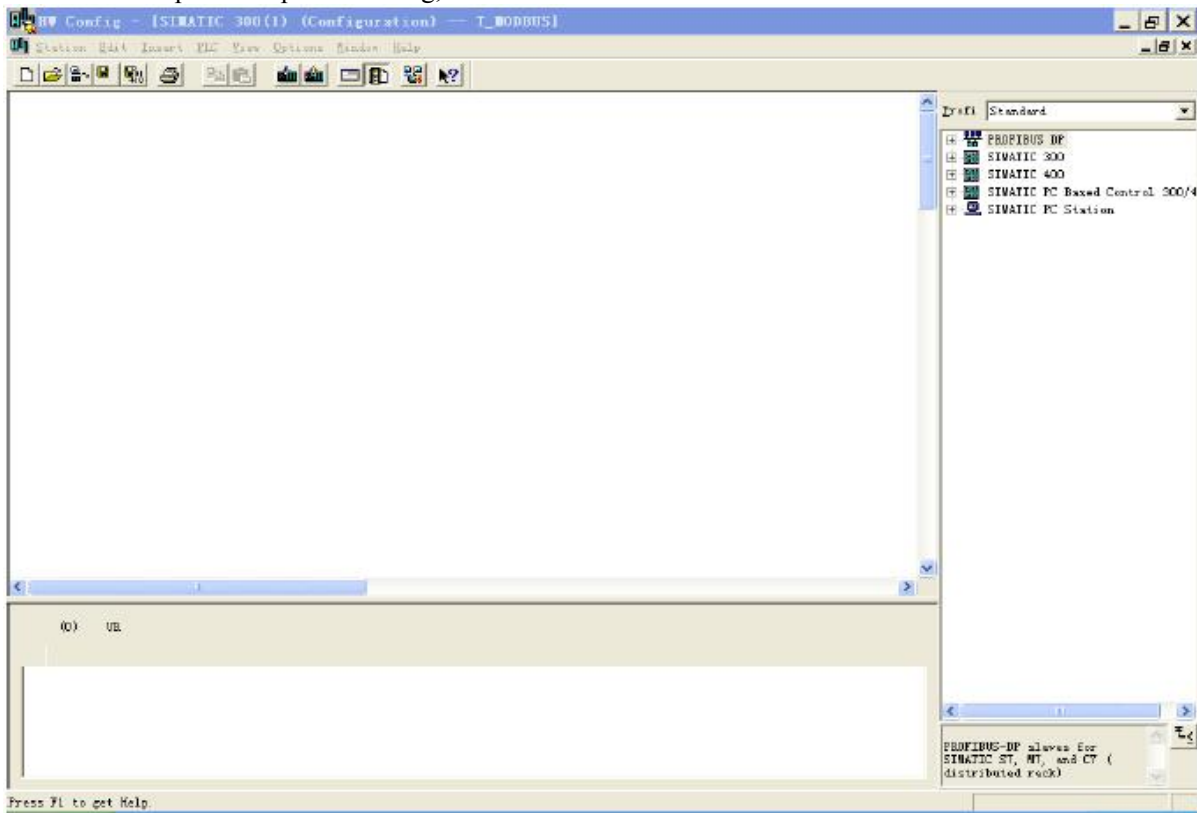 HW Config - [SIMATIC 300(1) (Configuration) -- T_MODBUS]
Station Edit Insert PLC View Options Window Help
Profi Standard
PROFIBUS DP
SIMATIC 300
SIMATIC 400
SIMATIC PC Based Control 300/4
SIMATIC PC Station
(0) UR
PROFIBUS-DP slaves for
SIMATIC S7, M7, and C7 (
distributed rack)
Press F1 to get Help.